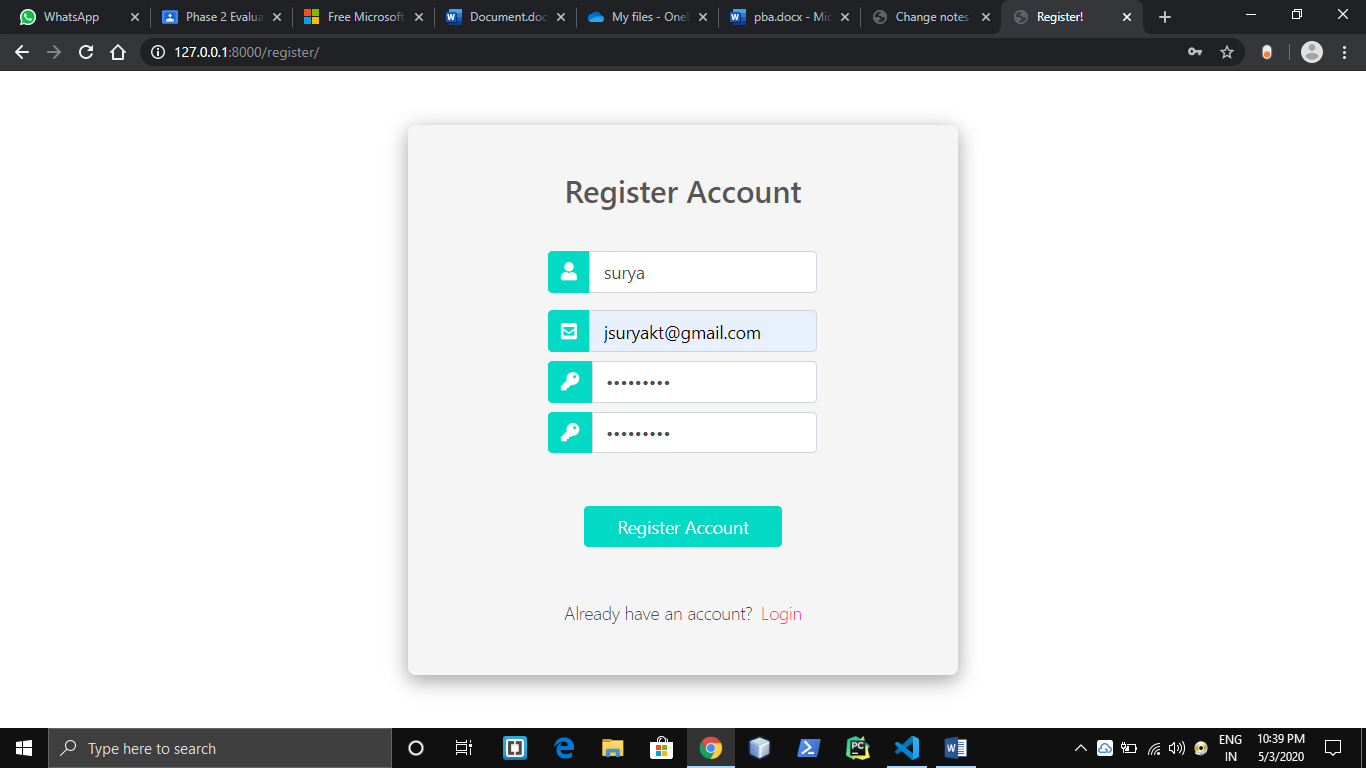 WhatsApp
Phase 2 Evalua
Free Microsoft
Document.doc
My files - One
pba.docx - Mic
Change notes
Register!
127.0.0.1:8000/register/
Register Account
surya
jsuryakt@gmail.com
•••••••••
•••••••••
Register Account
Already have an account? Login
Type here to search
ENG
IN
10:39 PM
5/3/2020